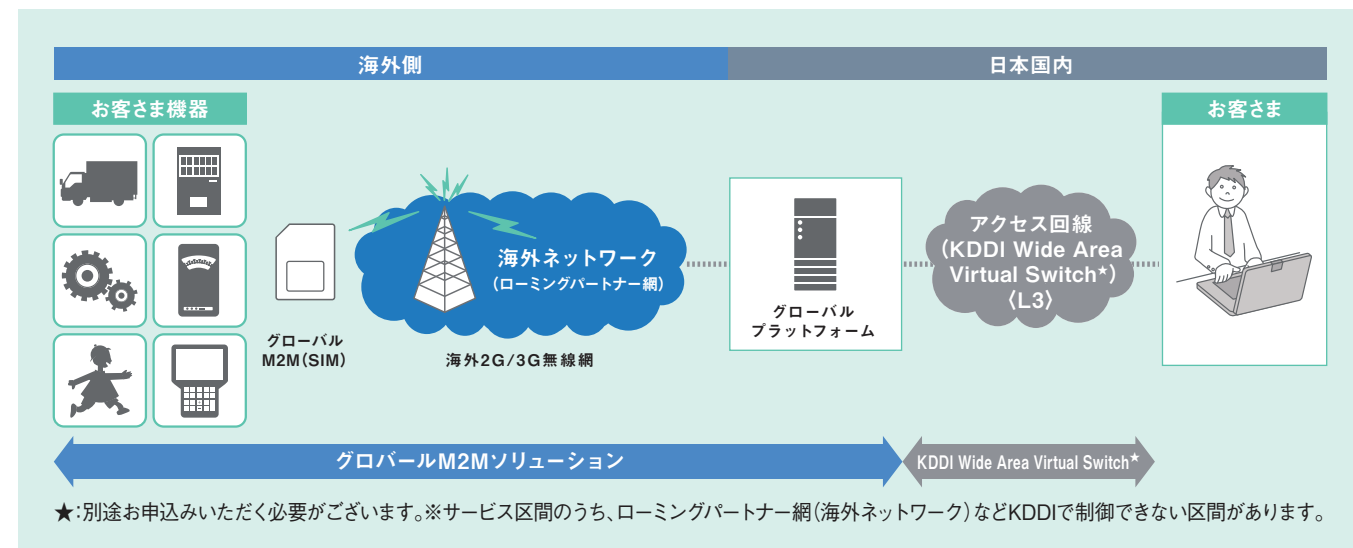 海外側
日本国内
お客さま機器
お客さま
グローバル
M2M(SIM)
海外ネットワーク
(ローミングパートナー網)
海外2G/3G無線網
グローバル
プラットフォーム
アクセス回線
(KDDI Wide Area
Virtual Switch★)
〈L3〉
グロバールM2Mソリューション
KDDI Wide Area Virtual Switch★
★:別途お申込みいただく必要がございます。※サービス区間のうち、ローミングパートナー網(海外ネットワーク)などKDDIで制御できない区間があります。